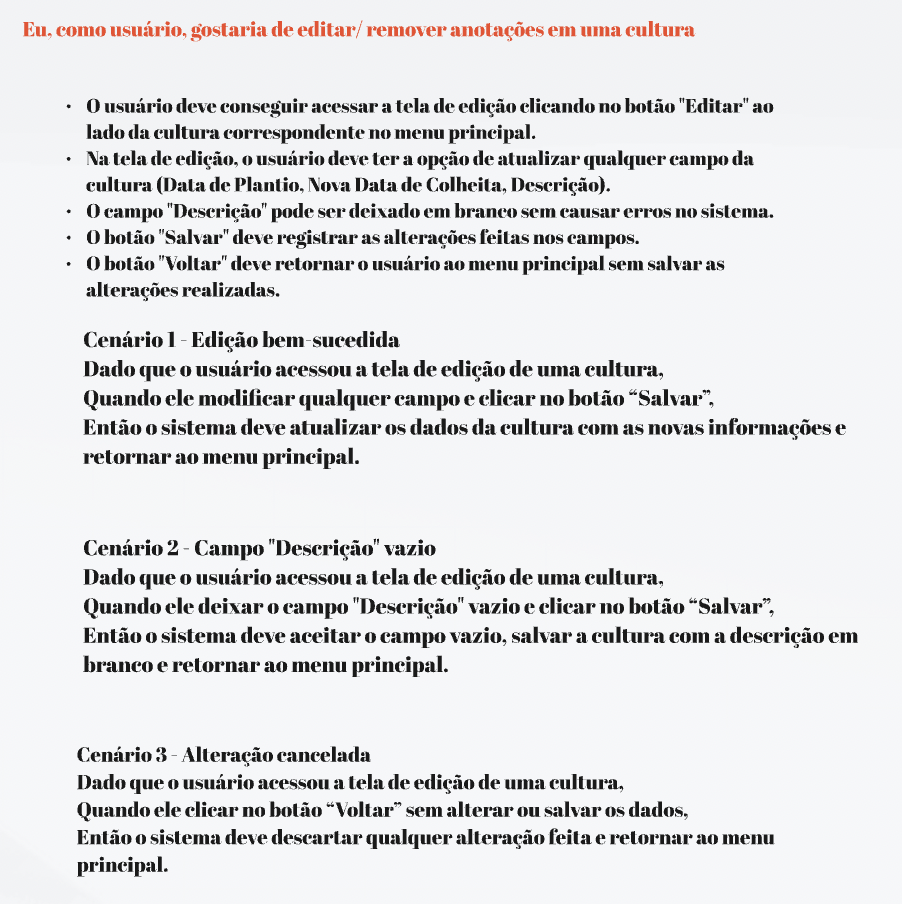 Eu, como usuário, gostaria de editar/ remover anotações em uma cultura
• O usuário deve conseguir acessar a tela de edição clicando no botão "Editar" ao
lado da cultura correspondente no menu principal.
• Na tela de edição, o usuário deve ter a opção de atualizar qualquer campo da
cultura (Data de Plantio, Nova Data de Colheita, Descrição).
• O campo "Descrição" pode ser deixado em branco sem causar erros no sistema.
• O botão "Salvar" deve registrar as alterações feitas nos campos.
• O botão "Voltar" deve retornar o usuário ao menu principal sem salvar as
alterações realizadas.
Cenário 1 - Edição bem-sucedida
Dado que o usuário acessou a tela de edição de uma cultura,
Quando ele modificar qualquer campo e clicar no botão “Salvar”,
Então o sistema deve atualizar os dados da cultura com as novas informações e
retornar ao menu principal.
Cenário 2 - Campo "Descrição" vazio
Dado que o usuário acessou a tela de edição de uma cultura,
Quando ele deixar o campo "Descrição" vazio e clicar no botão “Salvar”,
Então o sistema deve aceitar o campo vazio, salvar a cultura com a descrição em
branco e retornar ao menu principal.
Cenário 3 - Alteração cancelada
Dado que o usuário acessou a tela de edição de uma cultura,
Quando ele clicar no botão “Voltar” sem alterar ou salvar os dados,
Então o sistema deve descartar qualquer alteração feita e retornar ao menu
principal.